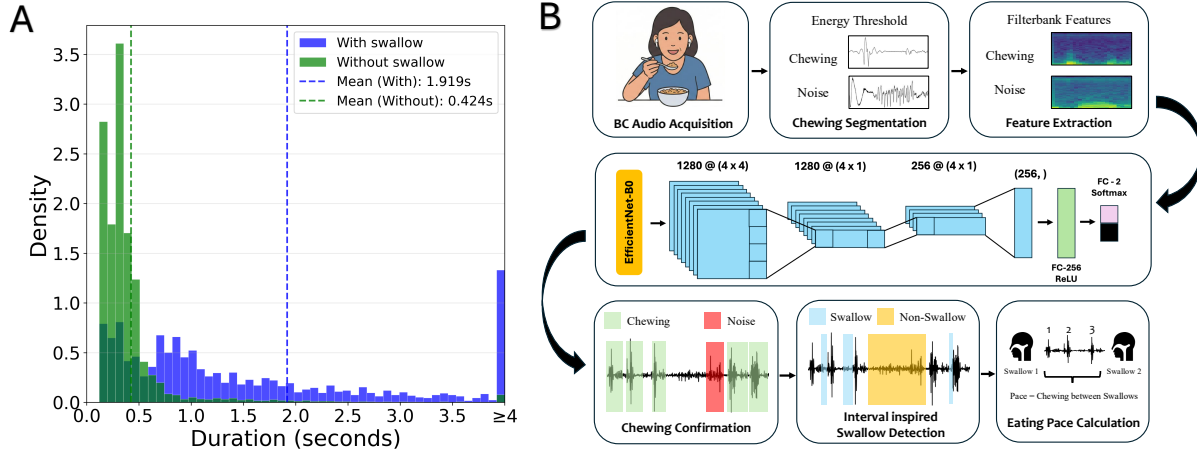 A
Density
3.5
3.0
2.5
2.0
1.5
1.0
0.5
0.0
0.0
0.5
1.0
1.5
2.0
2.5
3.0
3.5
≥4
Duration (seconds)
With swallow
Without swallow
Mean (With): 1.919s
Mean (Without): 0.424s
B
BC Audio Acquisition
Energy Threshold
Chewing
Noise
Chewing Segmentation
Filterbank Features
Chewing
Noise
Feature Extraction
EfficientNet-B0
1280 @ (4 x 4)
1280 @ (4 x 1)
256 @ (4 x 1)
(256, )
FC-256
ReLU
FC - 2
Softmax
Chewing
Noise
Chewing Confirmation
Swallow
Non-Swallow
Interval inspired
Swallow Detection
1 2 3
Swallow 1
Swallow 2
Pace = Chewing between Swallows
Eating Pace Calculation